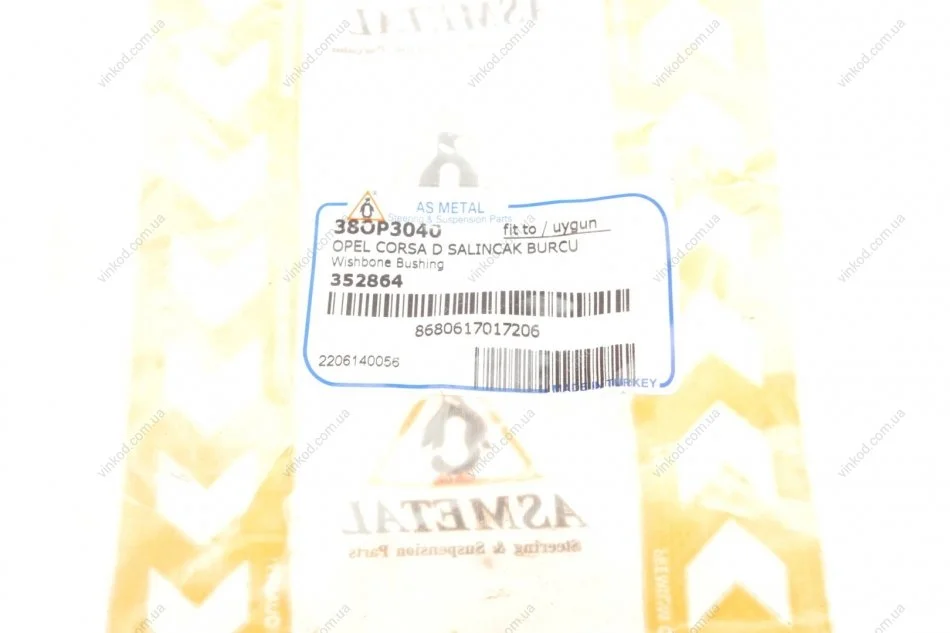 ASMETAL
AS METAL
Steering & Suspension Parts
38OP3040 fit to / uygun
OPEL CORSA D SALINCAK BURCU
Wishbone Bushing
352864
8680617017206
2206140056
MADE IN TURKEY
ASMETAL
Steering & Suspension Parts
vinkod.com.ua